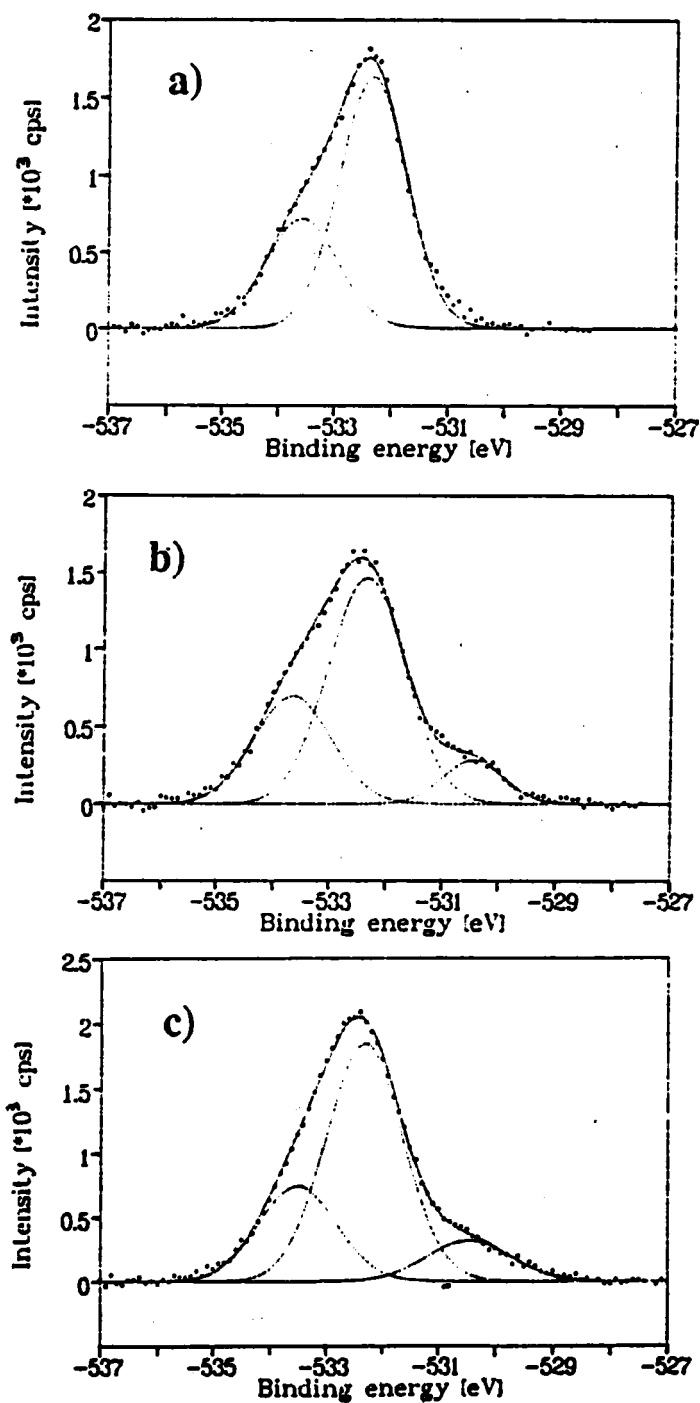 a)
Intensity [*10³ cps]
2
1.5
1
0.5
0
-537 -535 -533 -531 -529 -527
Binding energy [eV]
b)
Intensity [*10³ cps]
2
1.5
1
0.5
0
-537 -535 -533 -531 -529 -527
Binding energy [eV]
c)
Intensity [*10³ cps]
2.5
2
1.5
1
0.5
0
-537 -535 -533 -531 -529 -527
Binding energy [eV]